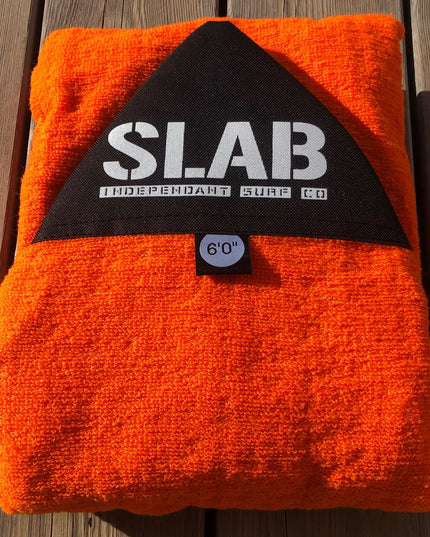 SLAB
INDEPENDANT SURF CO
6'0"